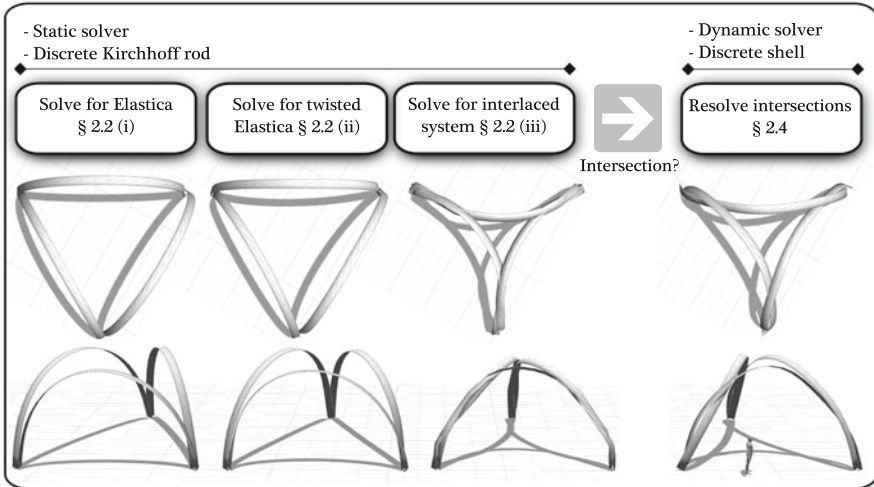 - Static solver
- Discrete Kirchhoff rod
- Dynamic solver
- Discrete shell
Solve for Elastica
§ 2.2 (i)
Solve for twisted
Elastica § 2.2 (ii)
Solve for interlaced
system § 2.2 (iii)
Intersection?
Resolve intersections
§ 2.4